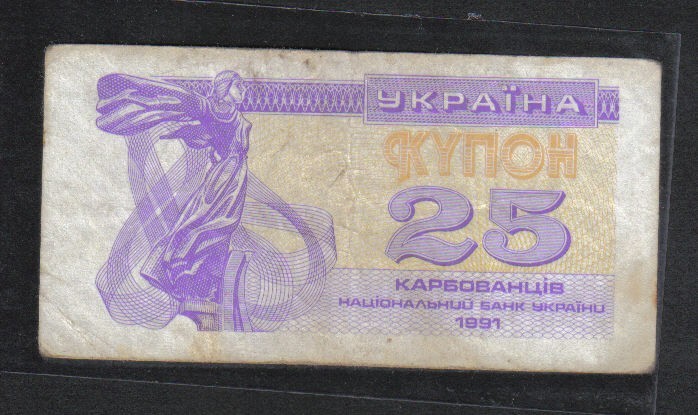 УКРАЇНА
КУПОН
25
КАРБОВАНЦІВ
НАЦІОНАЛЬНИЙ БАНК УКРАЇНИ
1991